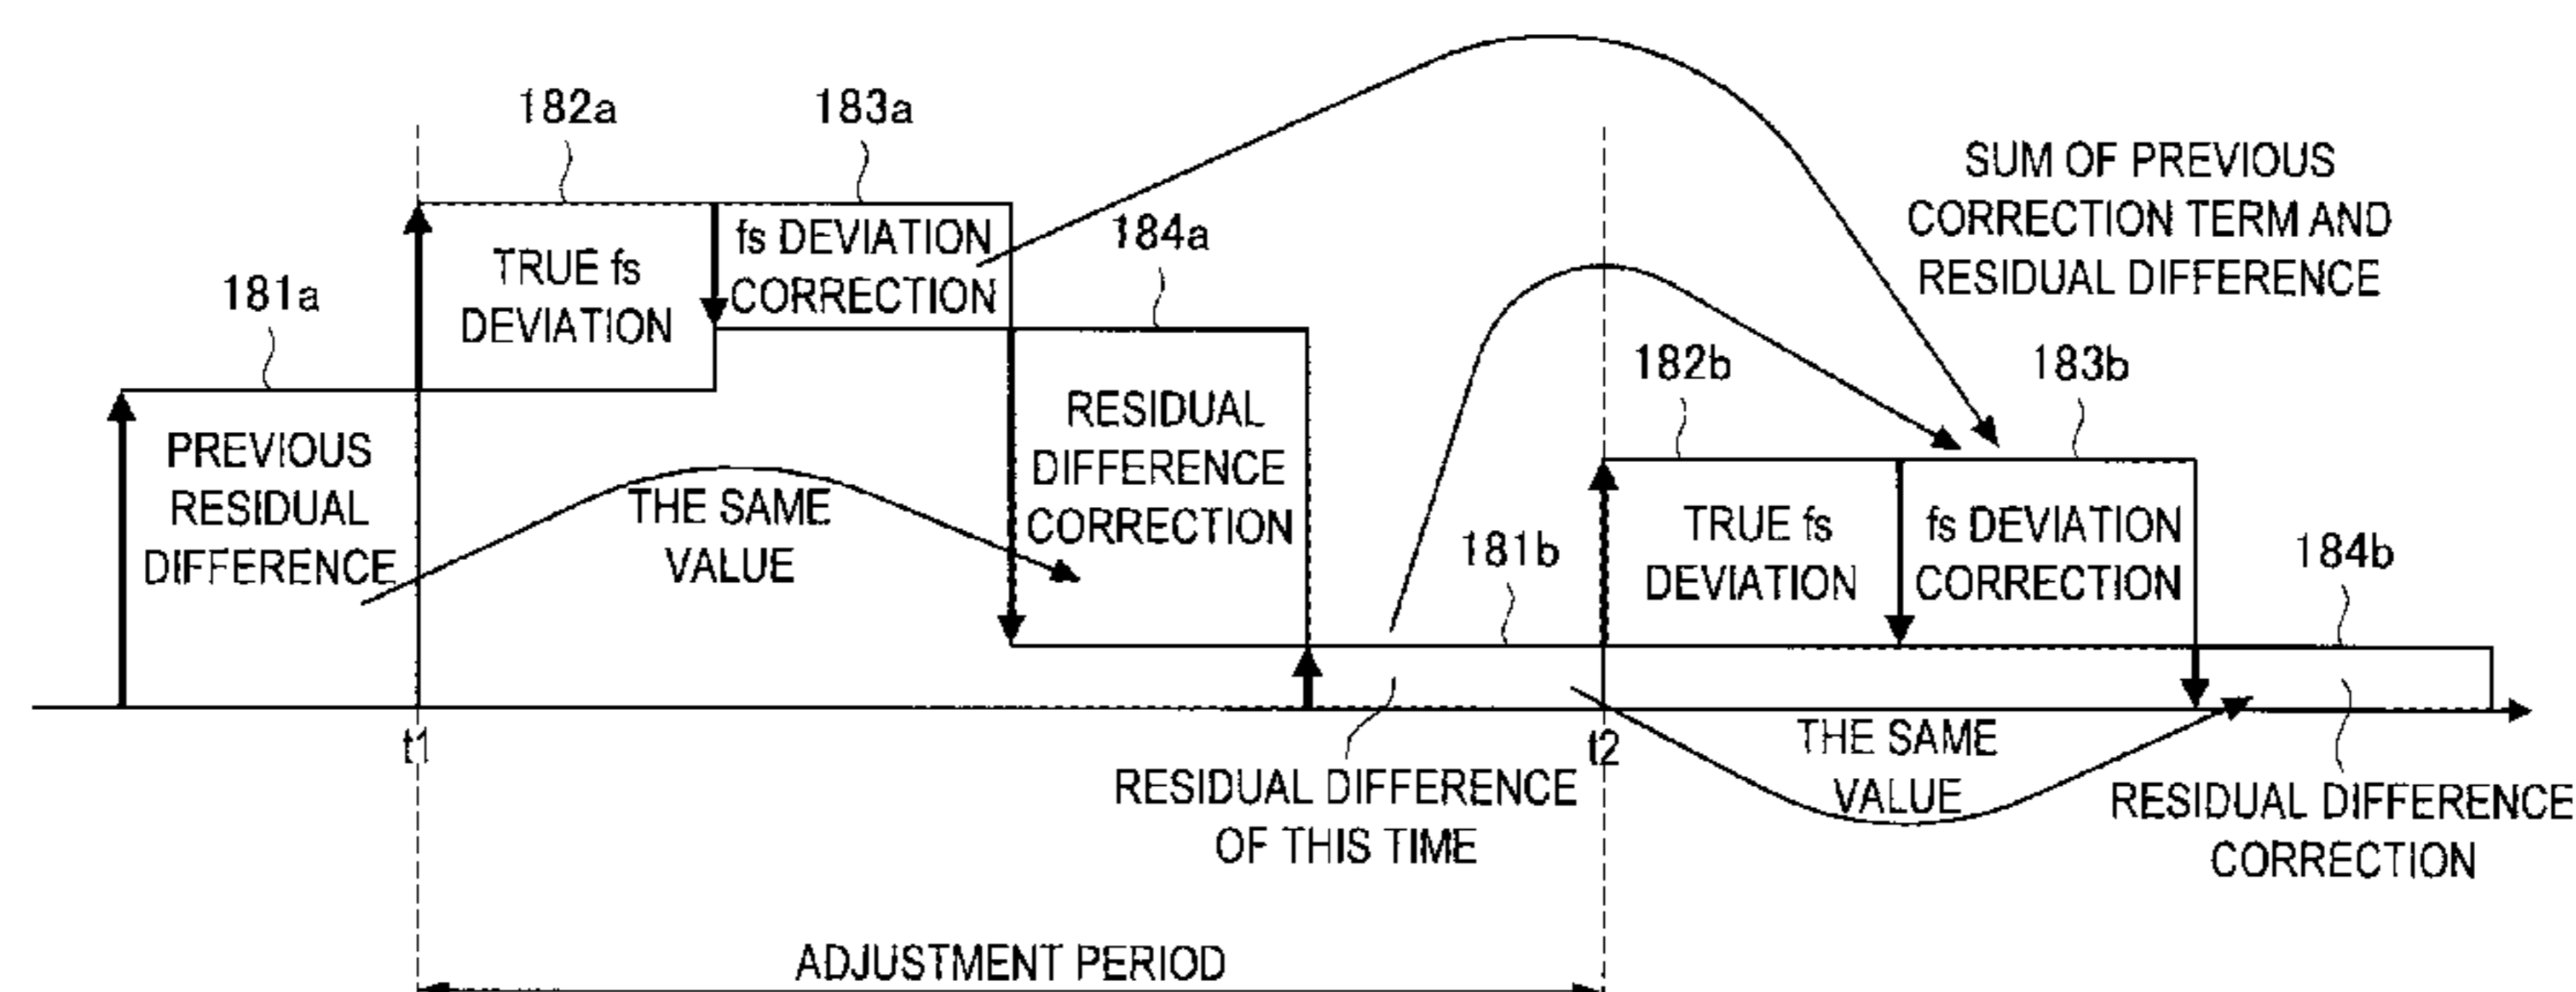 182a
183a
SUM OF PREVIOUS
CORRECTION TERM AND
RESIDUAL DIFFERENCE
181a
TRUE fs
DEVIATION
fs DEVIATION
CORRECTION
184a
182b
183b
PREVIOUS
RESIDUAL
DIFFERENCE
THE SAME
VALUE
RESIDUAL
DIFFERENCE
CORRECTION
181b
TRUE fs
DEVIATION
fs DEVIATION
CORRECTION
184b
t1
RESIDUAL DIFFERENCE
OF THIS TIME
t2
THE SAME
VALUE
RESIDUAL DIFFERENCE
CORRECTION
ADJUSTMENT PERIOD